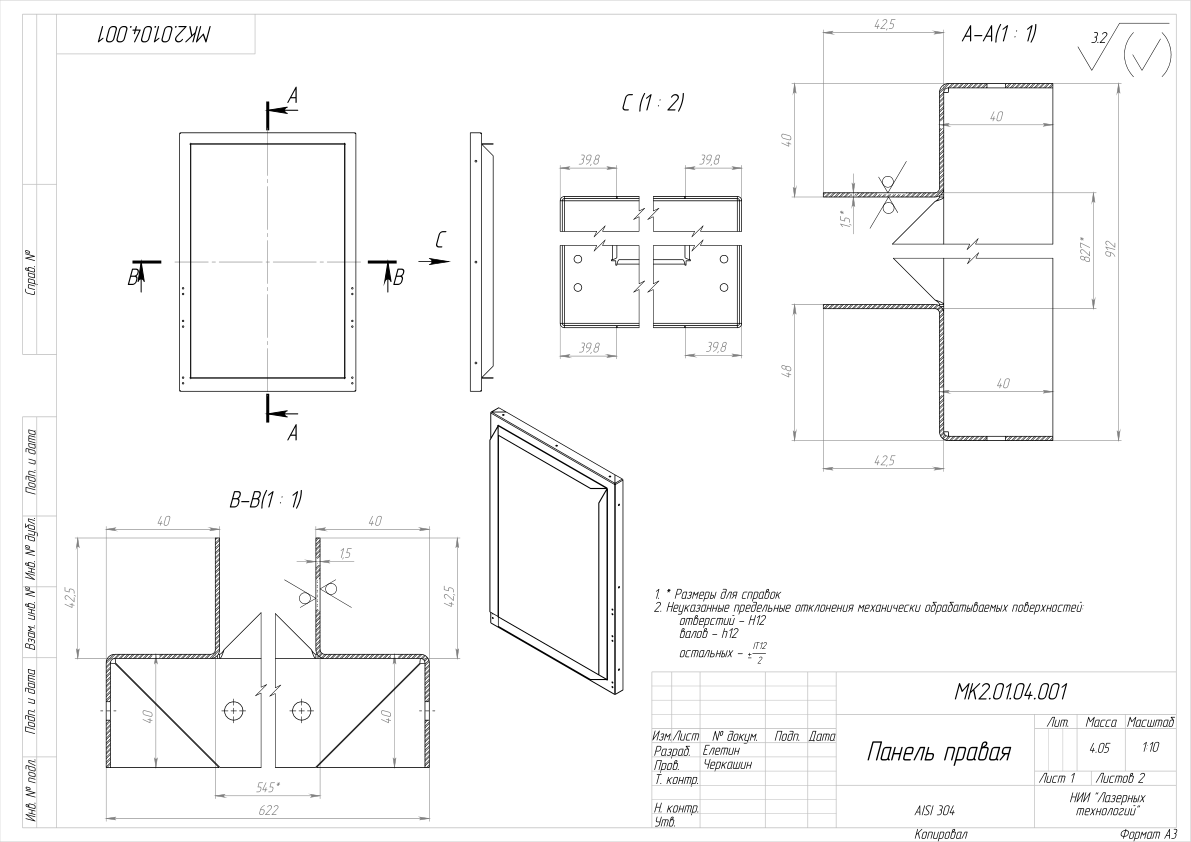 МК2.01.04.001
A
A
B
B
C
C (1 : 2)
39,8
39,8
39,8
39,8
А-А(1 : 1)
3.2
42,5
40
40
1,5*
827*
912
48
40
42,5
В-В(1 : 1)
40
40
1,5
42,5
42,5
40
40
545*
622
1. * Размеры для справок
2. Неуказанные предельные отклонения механически обрабатываемых поверхностей:
отверстий - H12
валов - h12
остальных - ± IT12
2
Справ. №
Подп. и дата
Инв. № дубл.
Взам. инв. №
Подп. и дата
Инв. № подл.
МК2.01.04.001
Изм. Лист № докум. Подп. Дата
Разраб. Елетин
Пров. Черкашин
Т. контр.
Н. контр.
Утв.
Панель правая
AISI 304
Лит. Масса Масштаб
4.05 1:10
Лист 1 Листов 2
НИИ "Лазерных
технологий"
Копировал Формат А3